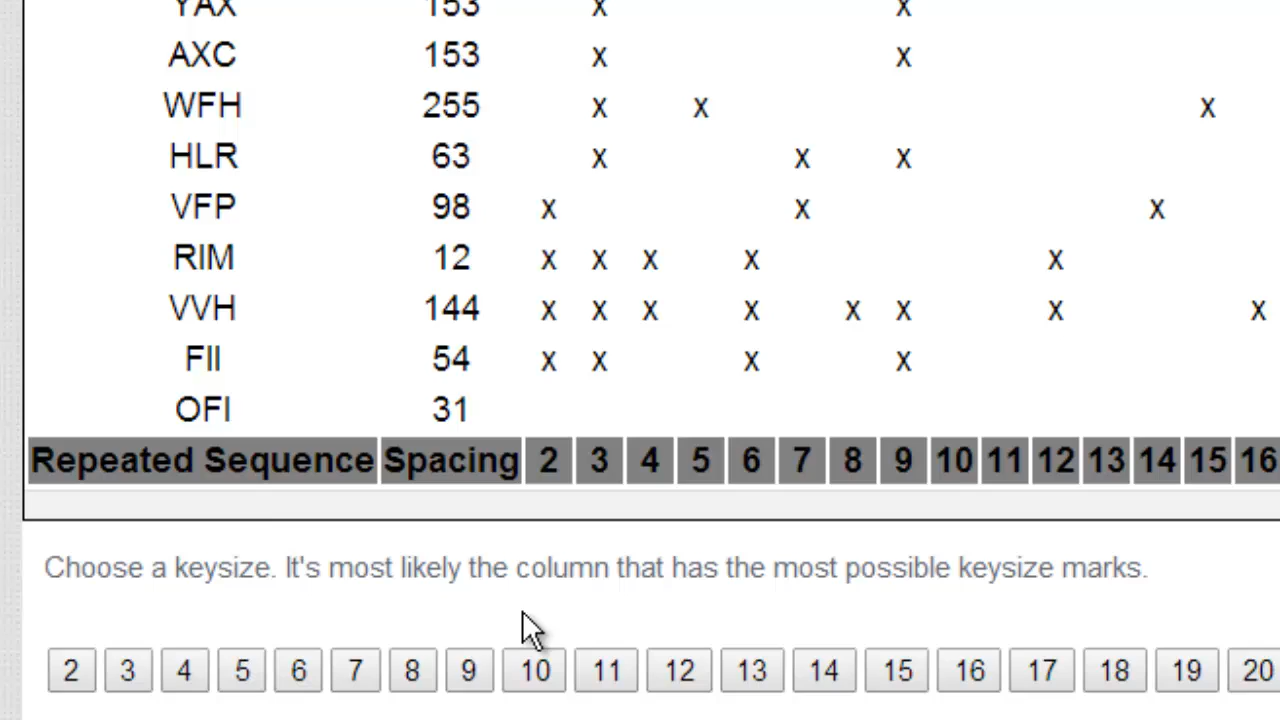 YAX 153 x x
AXC 153 x x
WFH 255 x x x
HLR 63 x x x
VFP 98 x x x
RIM 12 x x x x x
VVH 144 x x x x x x x x
FII 54 x x x x
OFI 31
Repeated Sequence Spacing 2 3 4 5 6 7 8 9 10 11 12 13 14 15 16
Choose a keysize. It's most likely the column that has the most possible keysize marks.
2 3 4 5 6 7 8 9 10 11 12 13 14 15 16 17 18 19 20